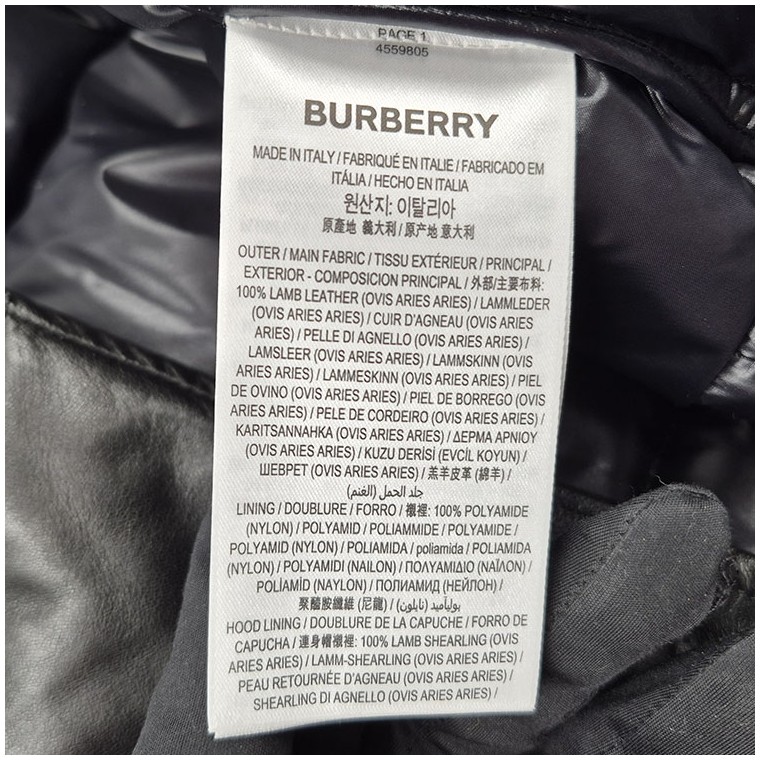 PAGE 1
4559805
BURBERRY
MADE IN ITALY / FABRIQUÉ EN ITALIE / FABRICADO EM
ITÁLIA / HECHO EN ITALIA
원산지: 이탈리아
原產地 義大利 / 原产地 意大利
OUTER / MAIN FABRIC / TISSU EXTÉRIEUR / PRINCIPAL /
EXTERIOR - COMPOSICION PRINCIPAL / 外部/主要布料:
100% LAMB LEATHER (OVIS ARIES ARIES) / LAMMLEDER
(OVIS ARIES ARIES) / CUIR D'AGNEAU (OVIS ARIES
ARIES) / PELLE DI AGNELLO (OVIS ARIES ARIES) /
LAMSLEER (OVIS ARIES ARIES) / LAMMSKINN (OVIS
ARIES ARIES) / LAMMESKINN (OVIS ARIES ARIES) / PIEL
DE OVINO (OVIS ARIES ARIES) / PIEL DE BORREGO (OVIS
ARIES ARIES) / PELE DE CORDEIRO (OVIS ARIES ARIES) /
KARITSANNAHKA (OVIS ARIES ARIES) / ΔΕΡΜΑ ΑΡΝΙΟΥ
(OVIS ARIES ARIES) / KUZU DERİSİ (EVCİL KOYUN) /
ШЕВРЕТ (OVIS ARIES ARIES) / 羔羊皮革 (綿羊) /
جلد الحمل (الغنم)
LINING / DOUBLURE / FORRO / 襯裡: 100% POLYAMIDE
(NYLON) / POLYAMID / POLIAMMIDE / POLYAMIDE /
POLYAMID (NYLON) / POLIAMIDA / poliamida / POLIAMIDA
(NYLON) / POLYAMIDI (NAILON) / ΠΟΛΥΑΜΙΔΙΟ (ΝΑΪΛΟΝ) /
POLİAMİD (NAYLON) / ПОЛИАМИД (НЕЙЛОН) /
聚醯胺纖維 (尼龍) / بولياميد (نايلون)
HOOD LINING / DOUBLURE DE LA CAPUCHE / FORRO DE
CAPUCHA / 連身帽襯裡: 100% LAMB SHEARLING (OVIS
ARIES ARIES) / LAMM-SHEARLING (OVIS ARIES ARIES) /
PEAU RETOURNÉE D'AGNEAU (OVIS ARIES ARIES) /
SHEARLING DI AGNELLO (OVIS ARIES ARIES) /